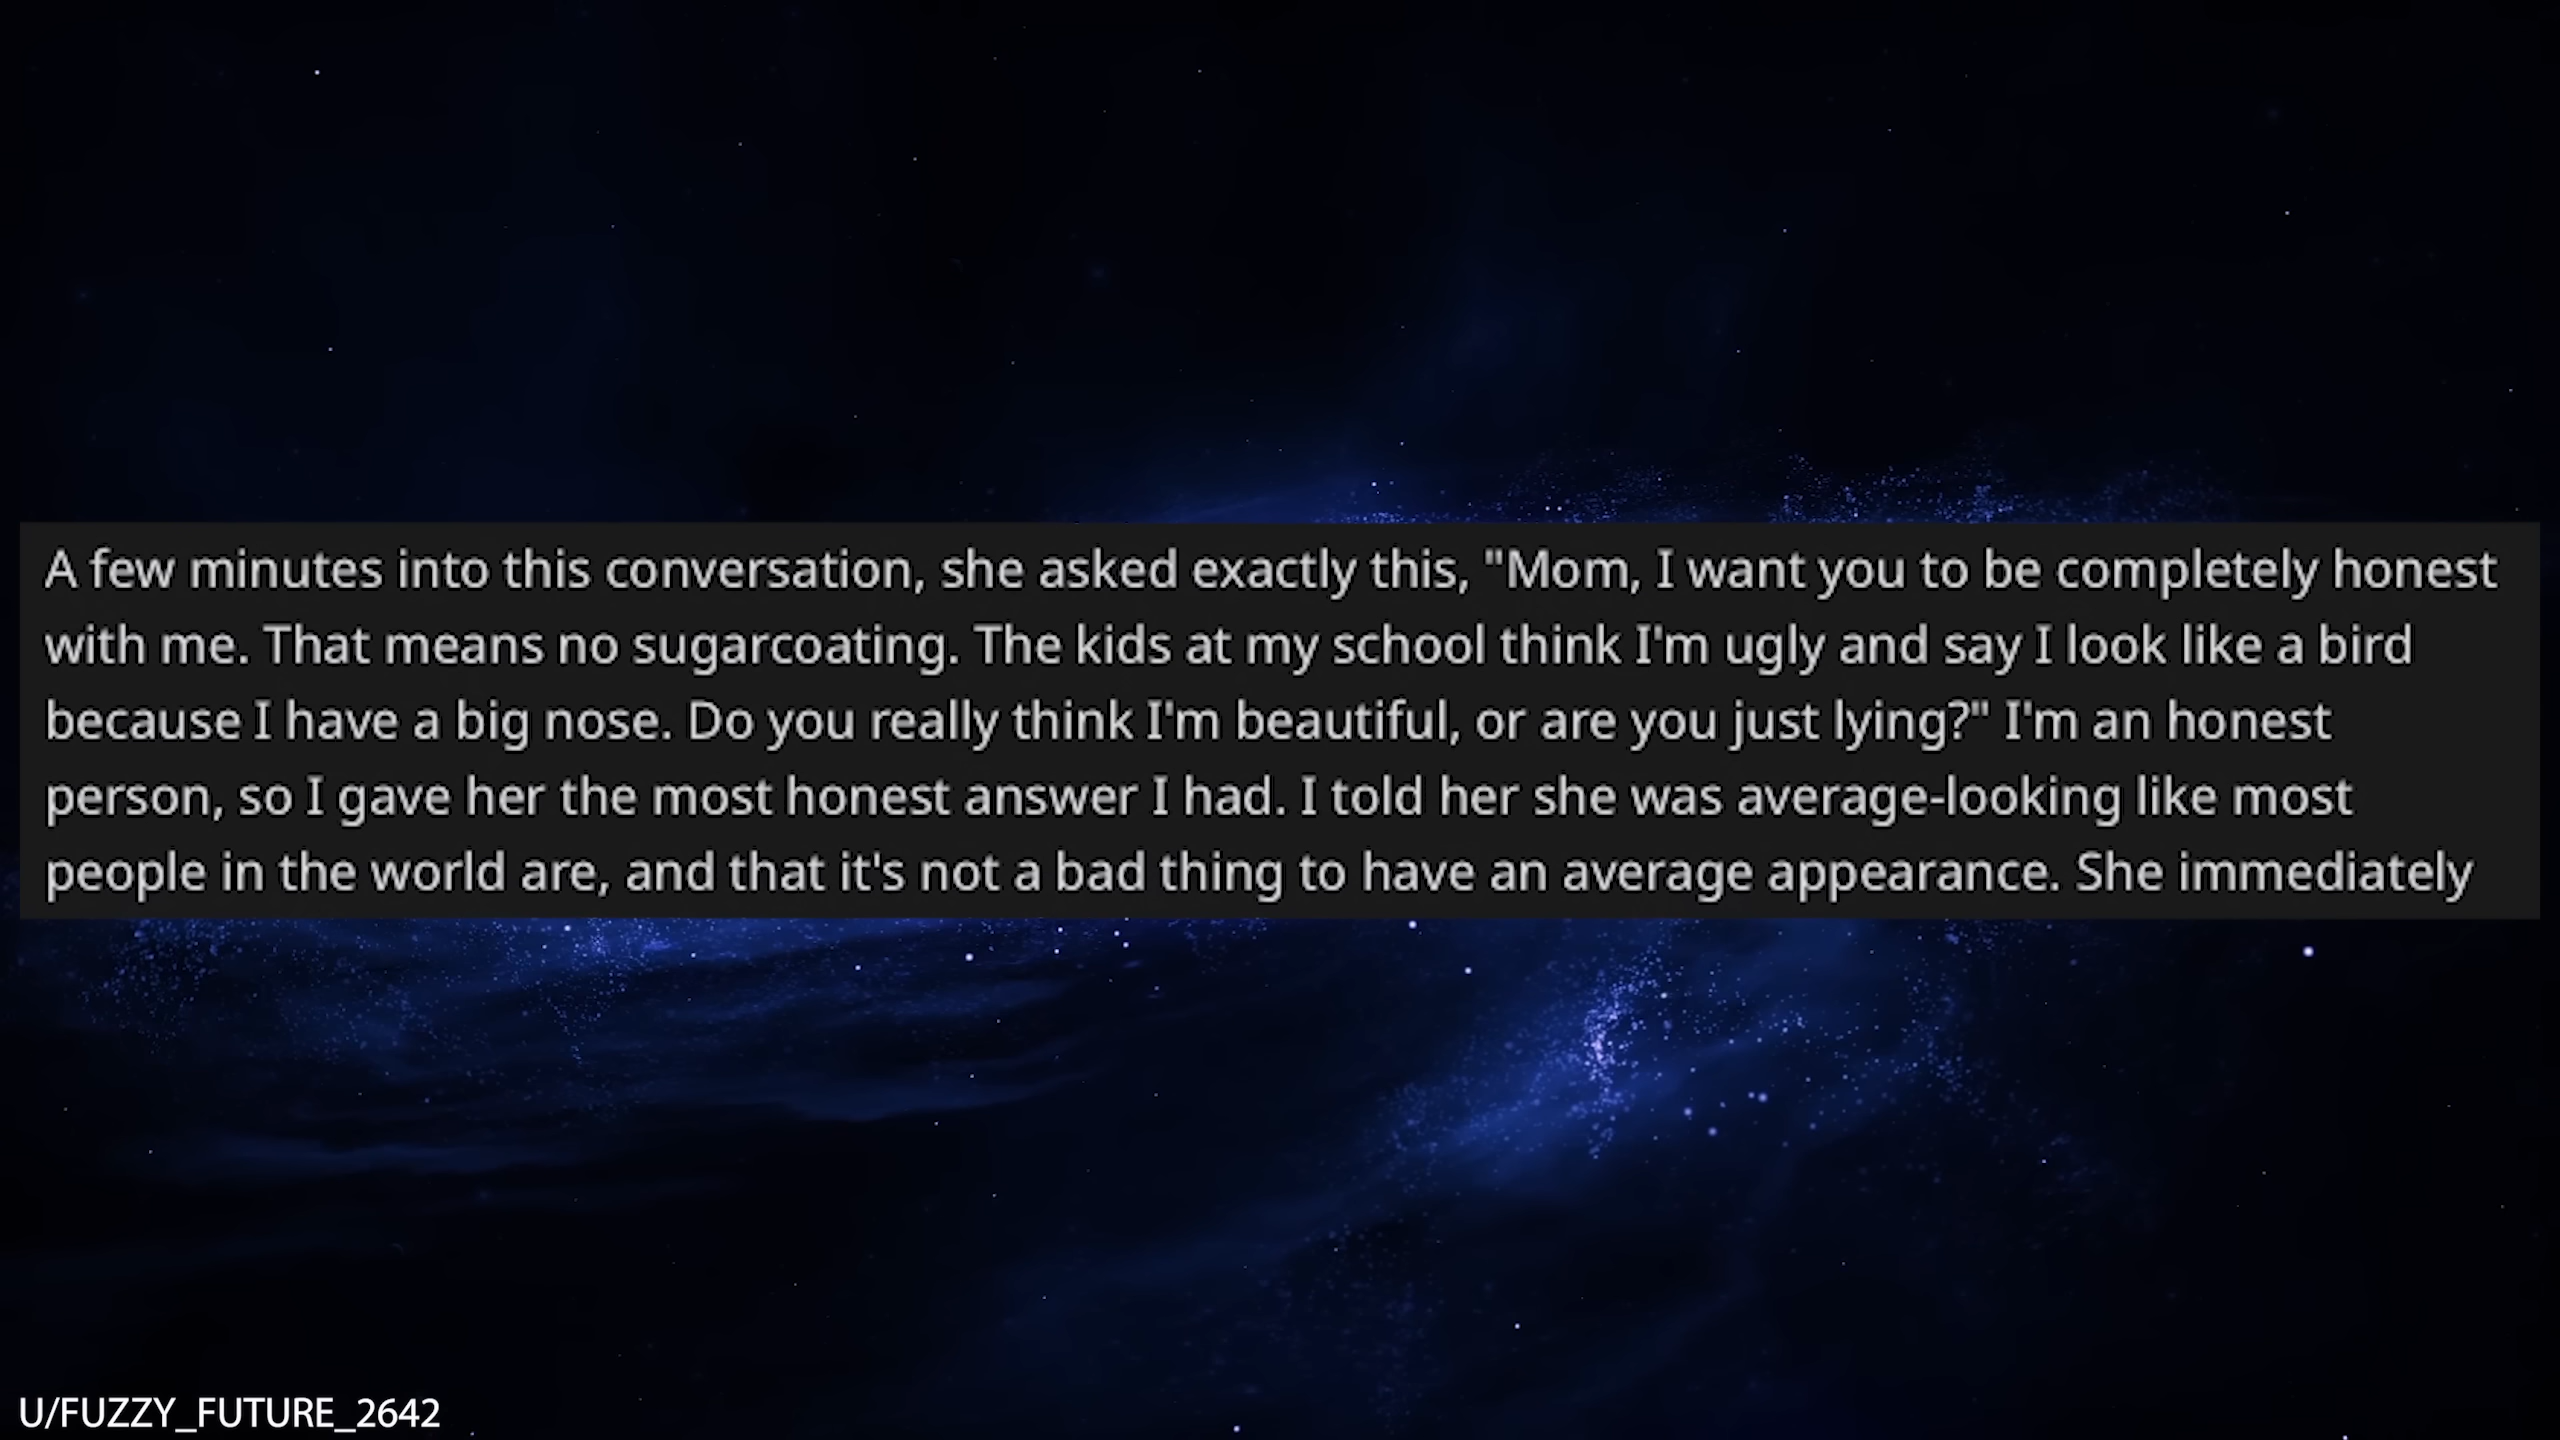 A few minutes into this conversation, she asked exactly this, "Mom, I want you to be completely honest
with me. That means no sugarcoating. The kids at my school think I'm ugly and say I look like a bird
because I have a big nose. Do you really think I'm beautiful, or are you just lying?" I'm an honest
person, so I gave her the most honest answer I had. I told her she was average-looking like most
people in the world are, and that it's not a bad thing to have an average appearance. She immediately
U/FUZZY_FUTURE_2642